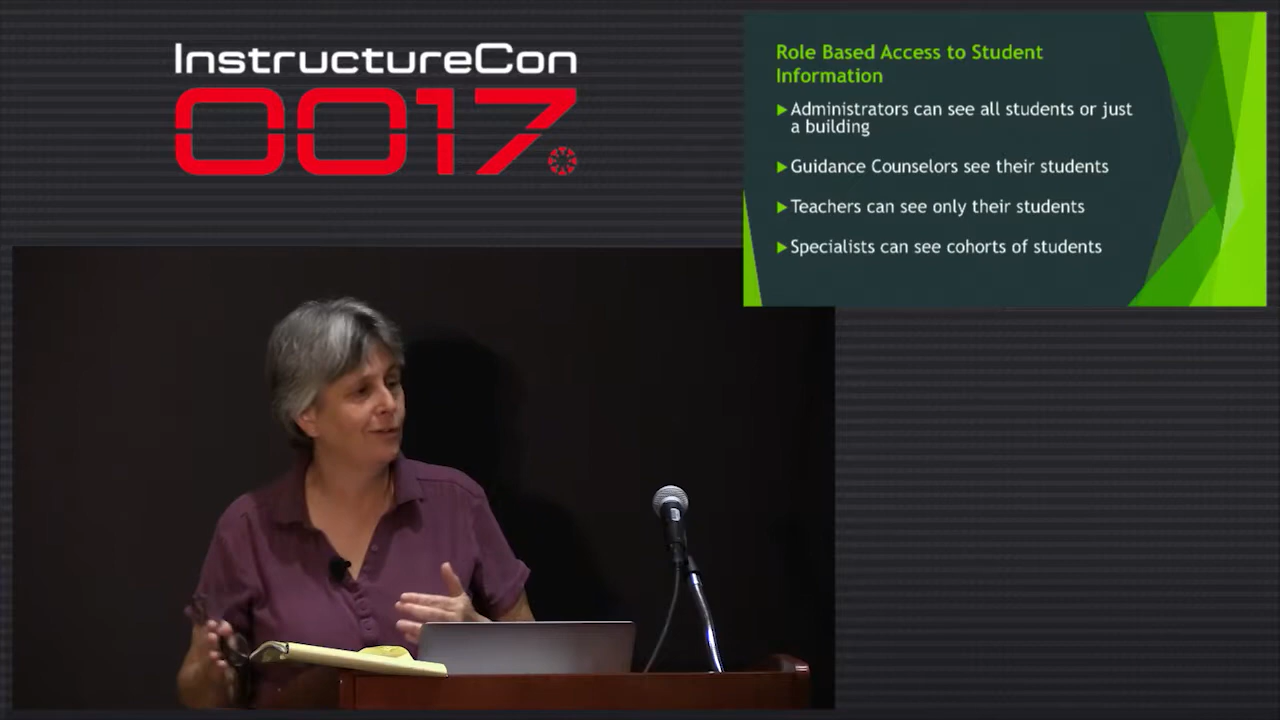 InstructureCon
0017
Role Based Access to Student
Information
Administrators can see all students or just
a building
Guidance Counselors see their students
Teachers can see only their students
Specialists can see cohorts of students